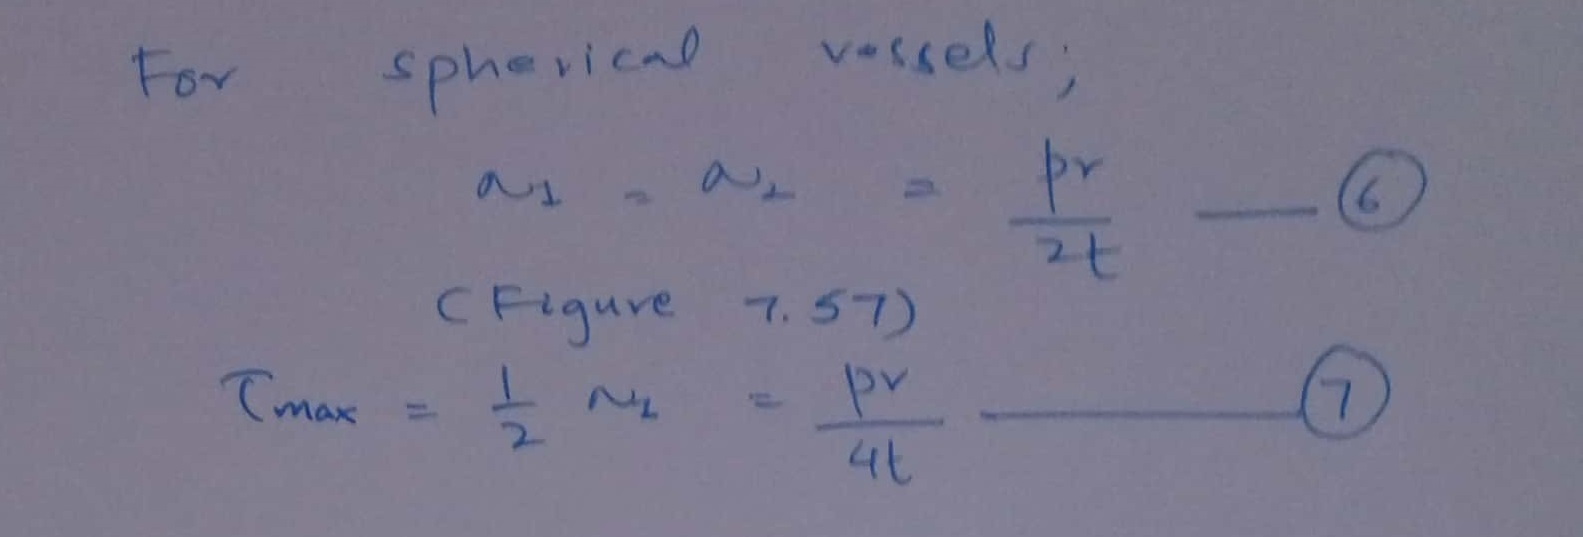 For spherical vessels;
σ1 = σ2 = pr/2t — 6
(Figure 7.57)
τmax = 1/2 σ2 = pr/4t — 7